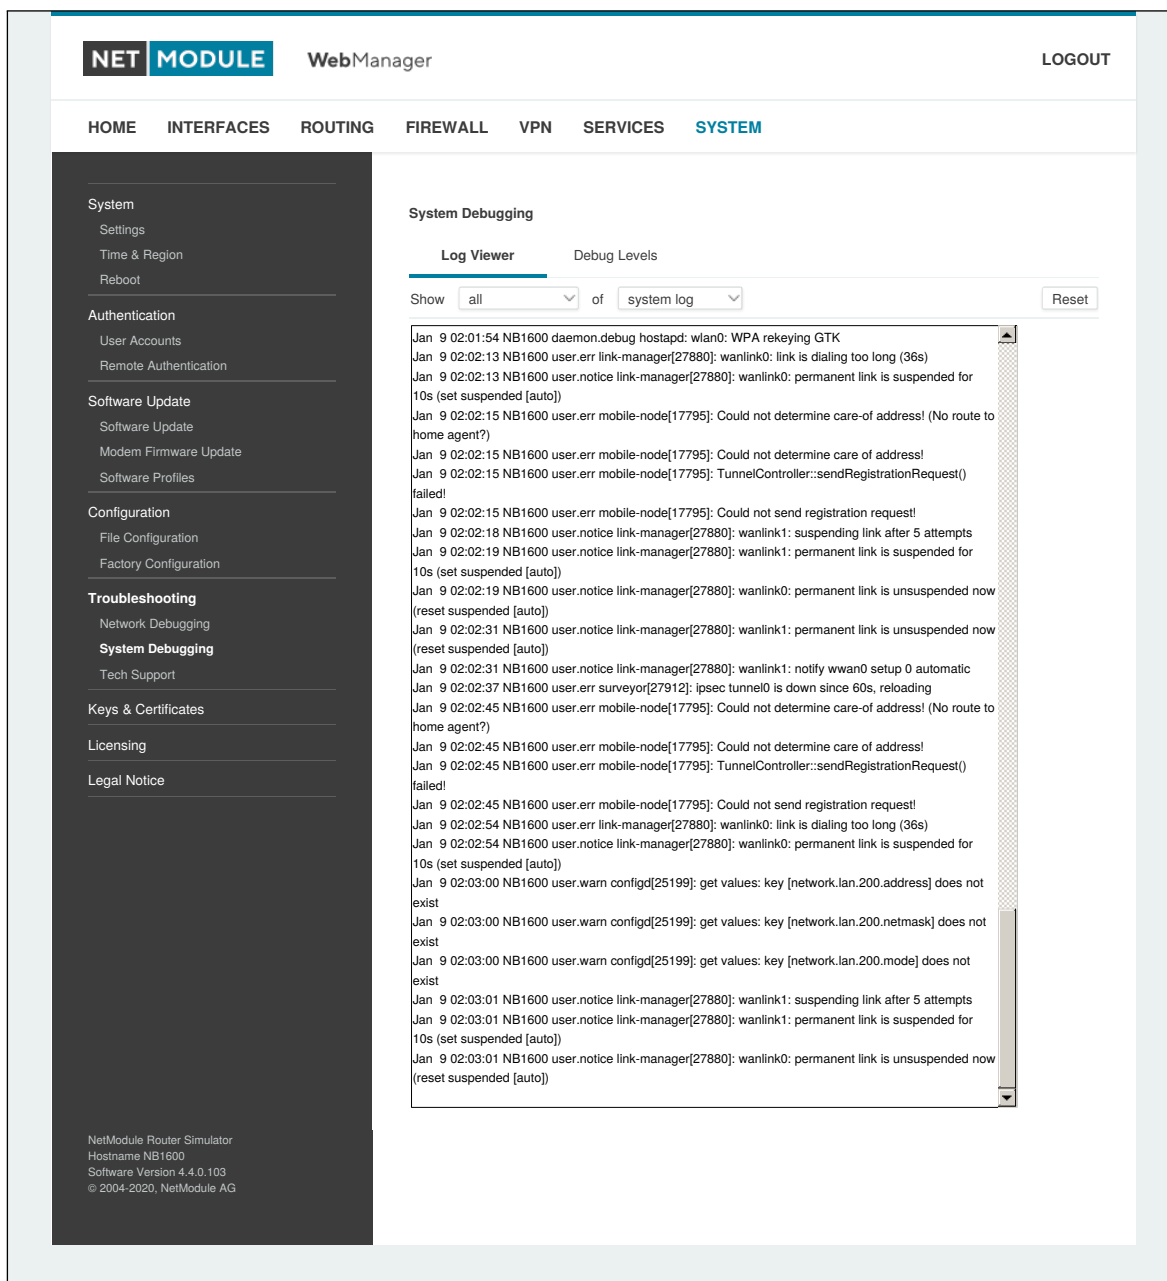 NET MODULE WebManager LOGOUT
HOME INTERFACES ROUTING FIREWALL VPN SERVICES SYSTEM
System
Settings
Time & Region
Reboot
Authentication
User Accounts
Remote Authentication
Software Update
Software Update
Modem Firmware Update
Software Profiles
Configuration
File Configuration
Factory Configuration
Troubleshooting
Network Debugging
System Debugging
Tech Support
Keys & Certificates
Licensing
Legal Notice
NetModule Router Simulator
Hostname NB1600
Software Version 4.4.0.103
© 2004-2020, NetModule AG
System Debugging
Log Viewer Debug Levels
Show all of system log Reset
Jan 9 02:01:54 NB1600 daemon.debug hostapd: wlan0: WPA rekeying GTK
Jan 9 02:02:13 NB1600 user.err link-manager[27880]: wanlink0: link is dialing too long (36s)
Jan 9 02:02:13 NB1600 user.notice link-manager[27880]: wanlink0: permanent link is suspended for
10s (set suspended [auto])
Jan 9 02:02:15 NB1600 user.err mobile-node[17795]: Could not determine care-of address! (No route to
home agent?)
Jan 9 02:02:15 NB1600 user.err mobile-node[17795]: Could not determine care of address!
Jan 9 02:02:15 NB1600 user.err mobile-node[17795]: TunnelController::sendRegistrationRequest()
failed!
Jan 9 02:02:15 NB1600 user.err mobile-node[17795]: Could not send registration request!
Jan 9 02:02:18 NB1600 user.notice link-manager[27880]: wanlink1: suspending link after 5 attempts
Jan 9 02:02:19 NB1600 user.notice link-manager[27880]: wanlink1: permanent link is suspended for
10s (set suspended [auto])
Jan 9 02:02:19 NB1600 user.notice link-manager[27880]: wanlink0: permanent link is unsuspended now
(reset suspended [auto])
Jan 9 02:02:31 NB1600 user.notice link-manager[27880]: wanlink1: permanent link is unsuspended now
(reset suspended [auto])
Jan 9 02:02:31 NB1600 user.notice link-manager[27880]: wanlink1: notify wwan0 setup 0 automatic
Jan 9 02:02:37 NB1600 user.err surveyor[27912]: ipsec tunnel0 is down since 60s, reloading
Jan 9 02:02:45 NB1600 user.err mobile-node[17795]: Could not determine care-of address! (No route to
home agent?)
Jan 9 02:02:45 NB1600 user.err mobile-node[17795]: Could not determine care of address!
Jan 9 02:02:45 NB1600 user.err mobile-node[17795]: TunnelController::sendRegistrationRequest()
failed!
Jan 9 02:02:45 NB1600 user.err mobile-node[17795]: Could not send registration request!
Jan 9 02:02:54 NB1600 user.err link-manager[27880]: wanlink0: link is dialing too long (36s)
Jan 9 02:02:54 NB1600 user.notice link-manager[27880]: wanlink0: permanent link is suspended for
10s (set suspended [auto])
Jan 9 02:03:00 NB1600 user.warn configd[25199]: get values: key [network.lan.200.address] does not
exist
Jan 9 02:03:00 NB1600 user.warn configd[25199]: get values: key [network.lan.200.netmask] does not
exist
Jan 9 02:03:00 NB1600 user.warn configd[25199]: get values: key [network.lan.200.mode] does not
exist
Jan 9 02:03:01 NB1600 user.notice link-manager[27880]: wanlink1: suspending link after 5 attempts
Jan 9 02:03:01 NB1600 user.notice link-manager[27880]: wanlink1: permanent link is suspended for
10s (set suspended [auto])
Jan 9 02:03:01 NB1600 user.notice link-manager[27880]: wanlink0: permanent link is unsuspended now
(reset suspended [auto])